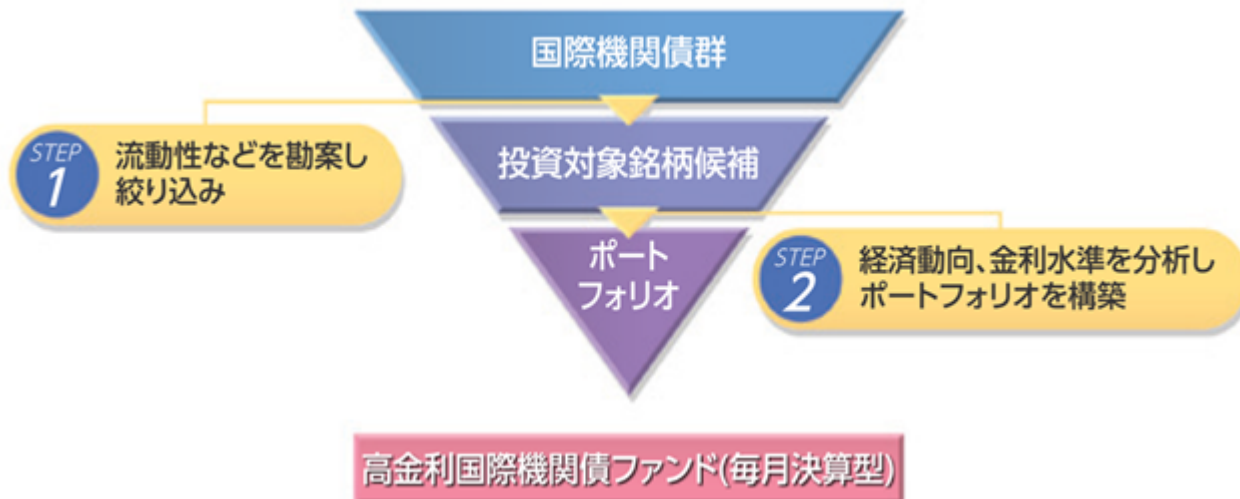 国際機関債群
STEP
1
流動性などを勘案し
絞り込み
投資対象銘柄候補
ポート
フォリオ
STEP
2
経済動向、金利水準を分析し
ポートフォリオを構築
高金利国際機関債ファンド(毎月決算型)